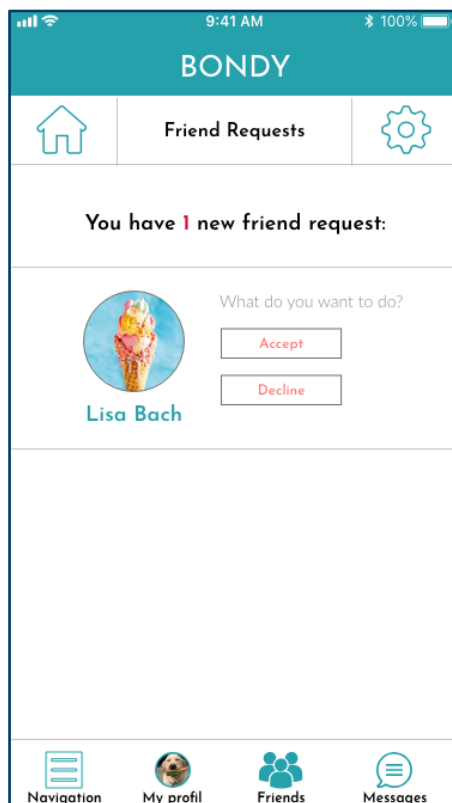 9:41 AM 100%
BONDY
Friend Requests
You have 1 new friend request:
What do you want to do?
Accept
Decline
Lisa Bach
Navigation My profil Friends Messages